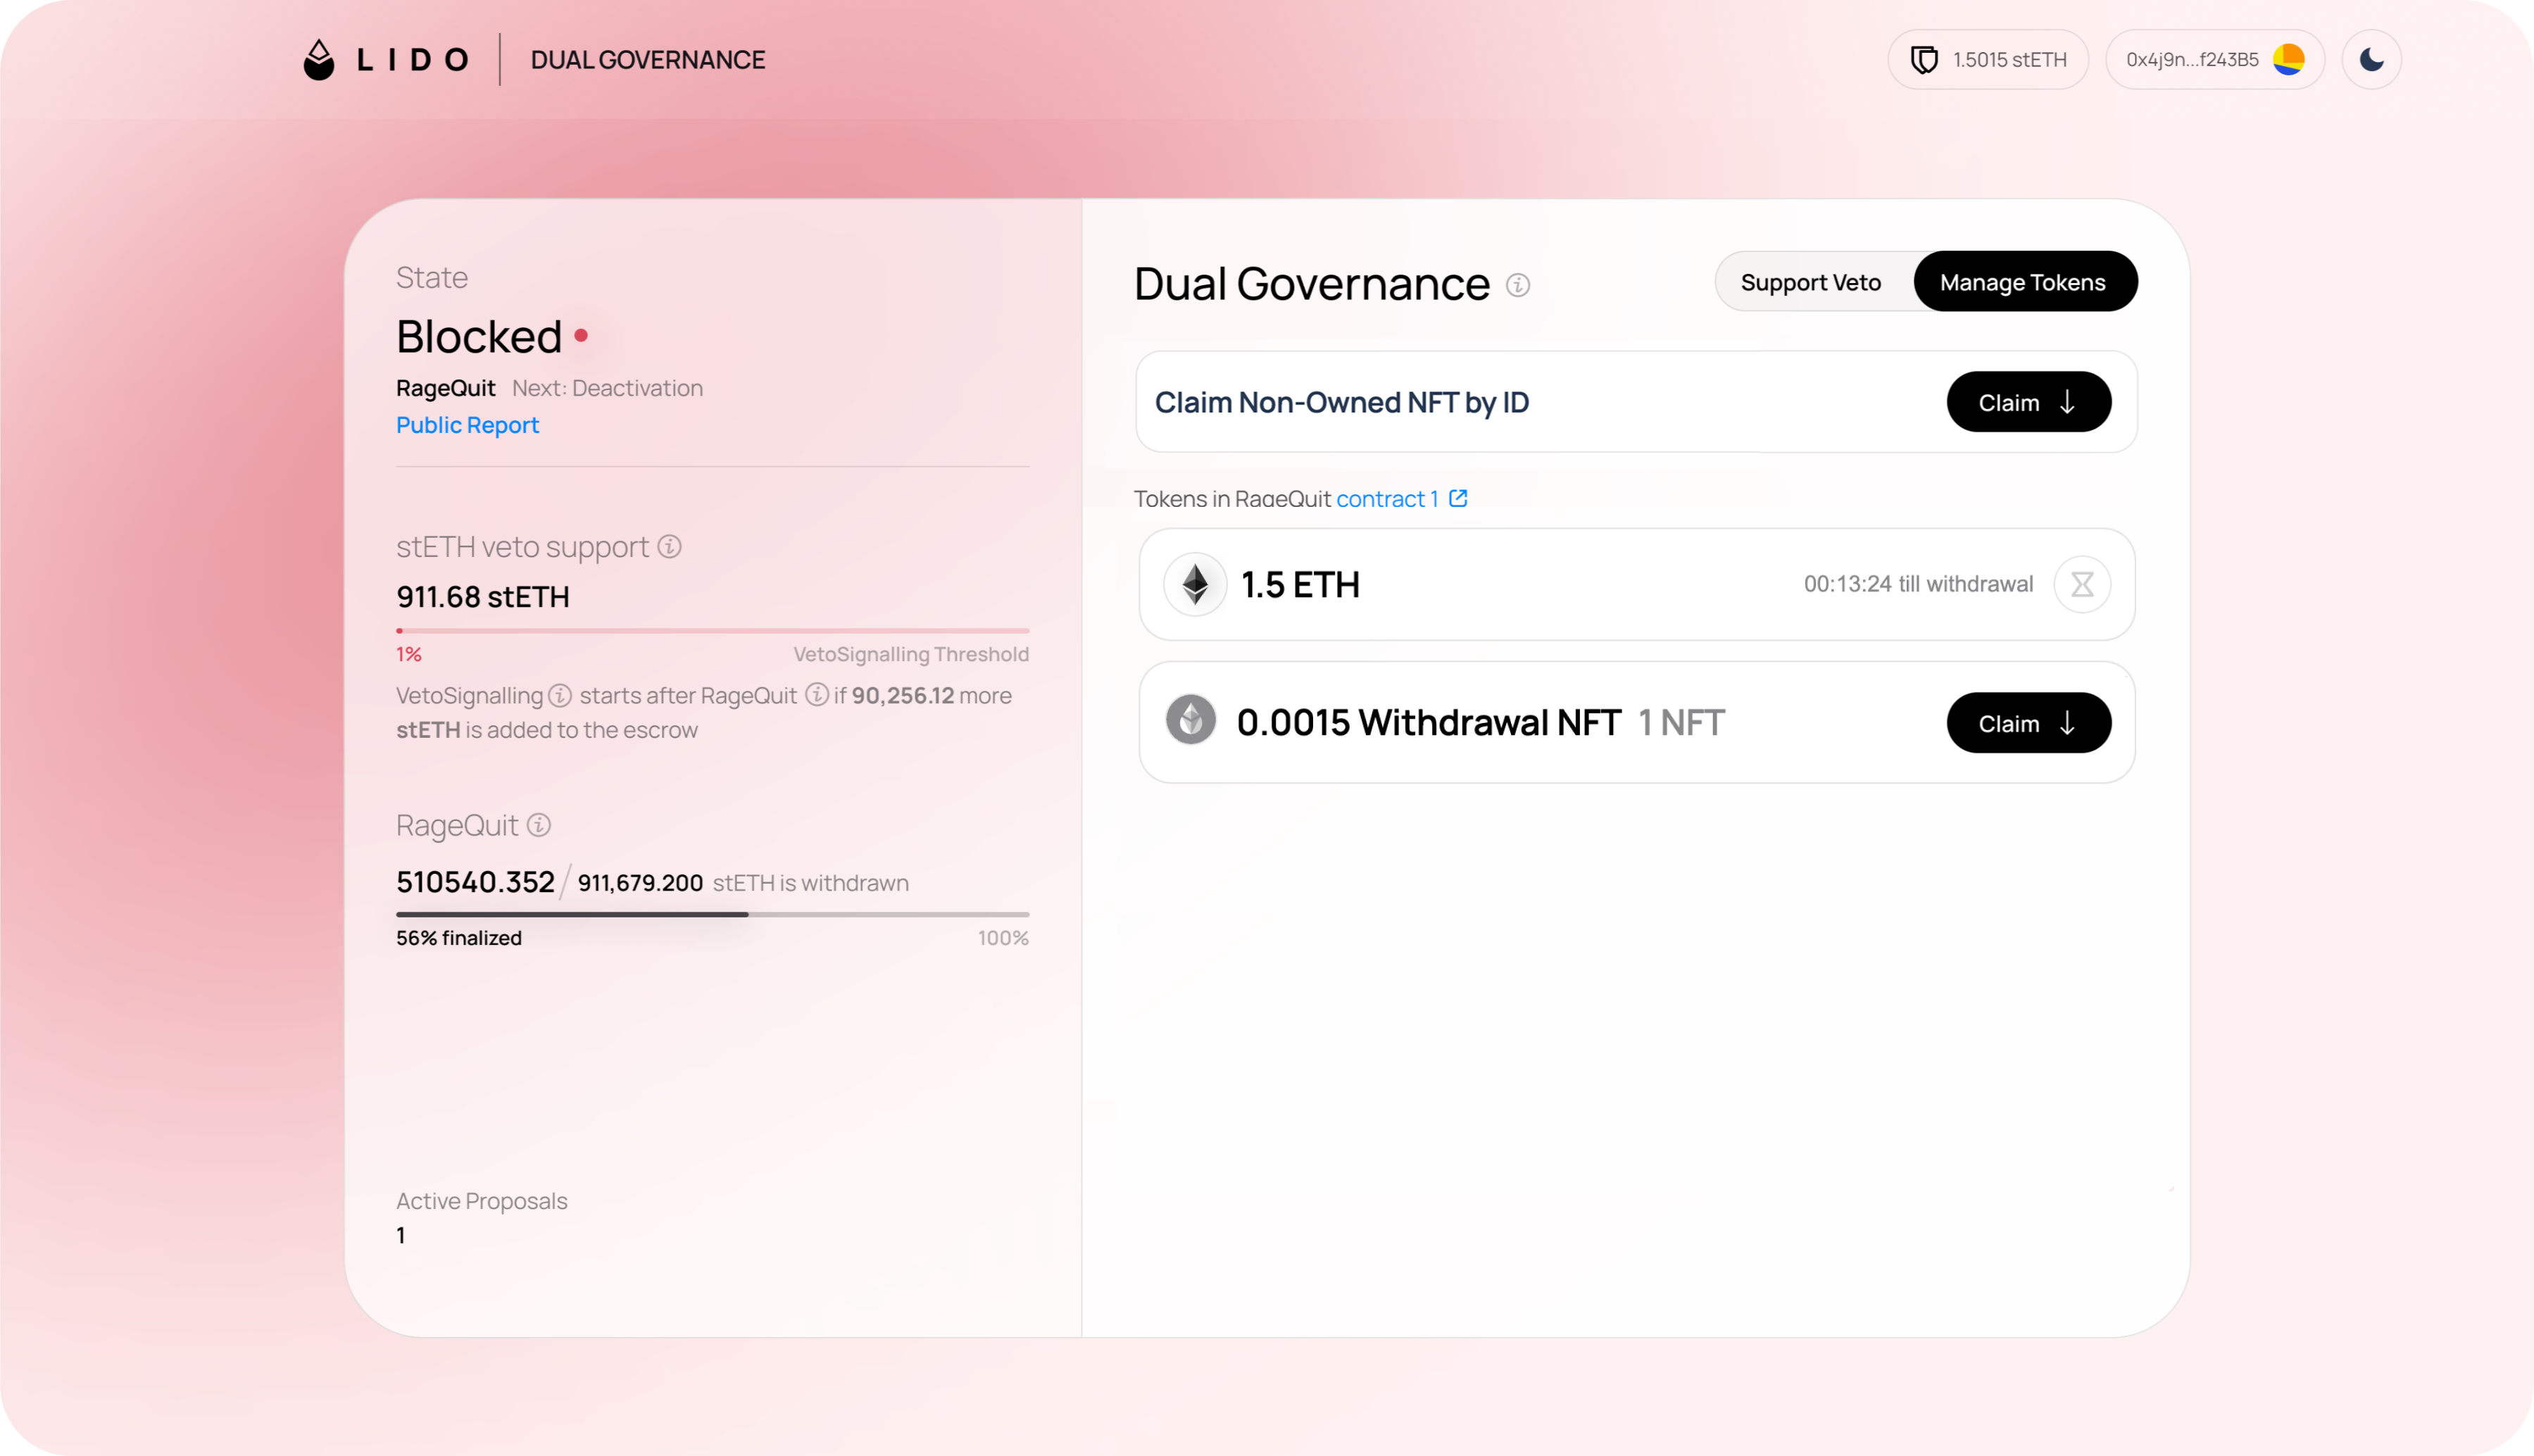 LIDO DUAL GOVERNANCE
1.5015 stETH
0x4j9n...f243B5
State
Blocked
RageQuit Next: Deactivation
Public Report
stETH veto support
911.68 stETH
1% VetoSignalling Threshold
VetoSignalling starts after RageQuit if 90,256.12 more
stETH is added to the escrow
RageQuit
510540.352/911,679.200 stETH is withdrawn
56% finalized 100%
Active Proposals
1
Dual Governance
Support Veto Manage Tokens
Claim Non-Owned NFT by ID Claim
Tokens in RageQuit contract 1
1.5 ETH 00:13:24 till withdrawal
0.0015 Withdrawal NFT 1 NFT Claim